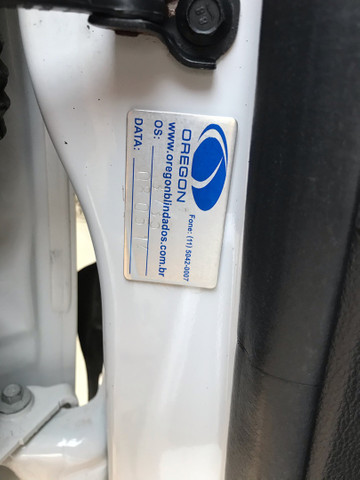 OREGON
Fone: (11) 5042-0007
www.oregonblindados.com.br
OS:
DATA: